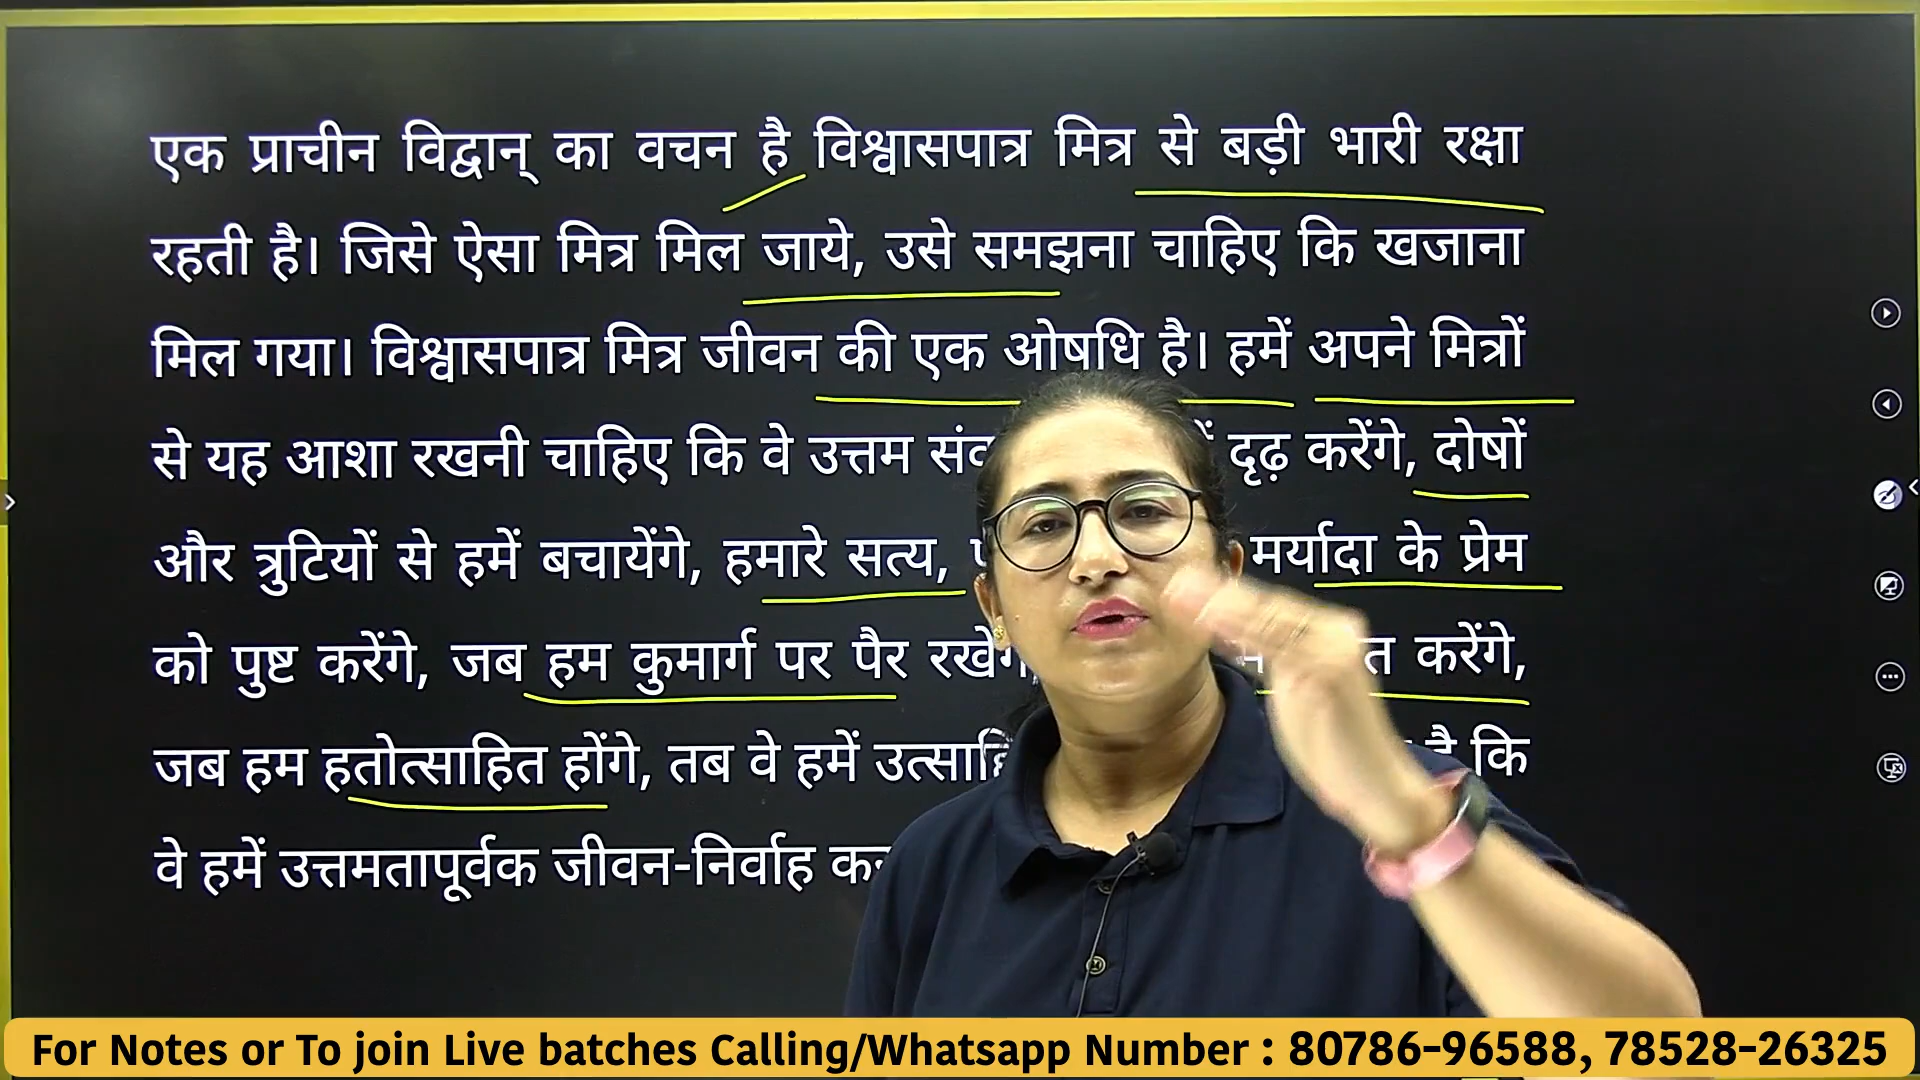 एक प्राचीन विद्वान् का वचन है विश्वासपात्र मित्र से बड़ी भारी रक्षा
रहती है। जिसे ऐसा मित्र मिल जाये, उसे समझना चाहिए कि खजाना
मिल गया। विश्वासपात्र मित्र जीवन की एक ओषधि है। हमें अपने मित्रों
से यह आशा रखनी चाहिए कि वे उत्तम दृढ़ करेंगे, दोषों
और त्रुटियों से हमें बचायेंगे, हमारे सत्य, मर्यादा के प्रेम
को पुष्ट करेंगे, जब हम कुमार्ग पर पैर करेंगे,
जब हम हतोत्साहित होंगे, तब वे हमें कि
वे हमें उत्तमतापूर्वक जीवन-निर्वाह
For Notes or To join Live batches Calling/Whatsapp Number : 80786-96588, 78528-26325